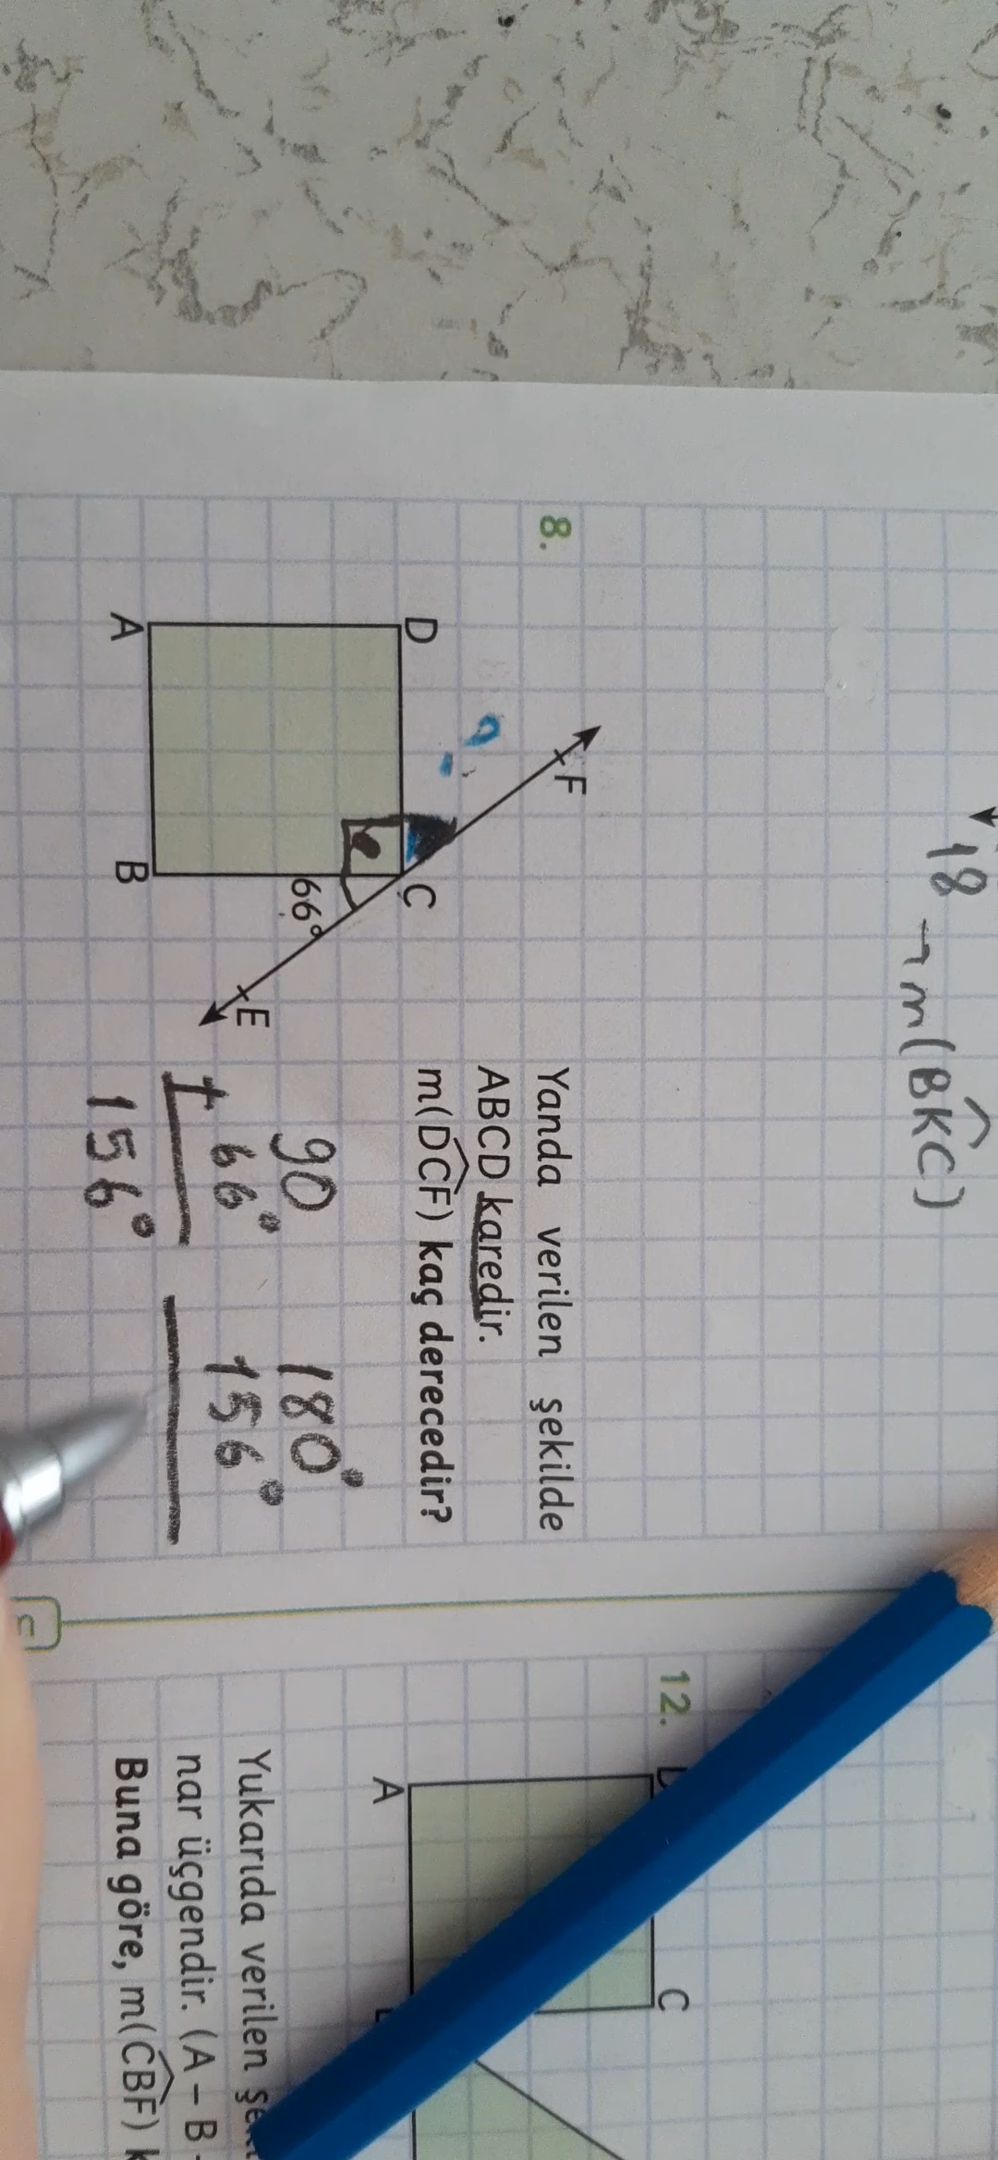 18 → m(BKC)
8.
D
F
C
66°
E
A
B
Yanda verilen şekilde
ABCD karedir.
m(DCF) kaç derecedir?
90
+ 66°
156°
180°
156°
12.
C
A
Yukarıda verilen
nar üçgendir. (A – B
Buna göre, m(CBF)